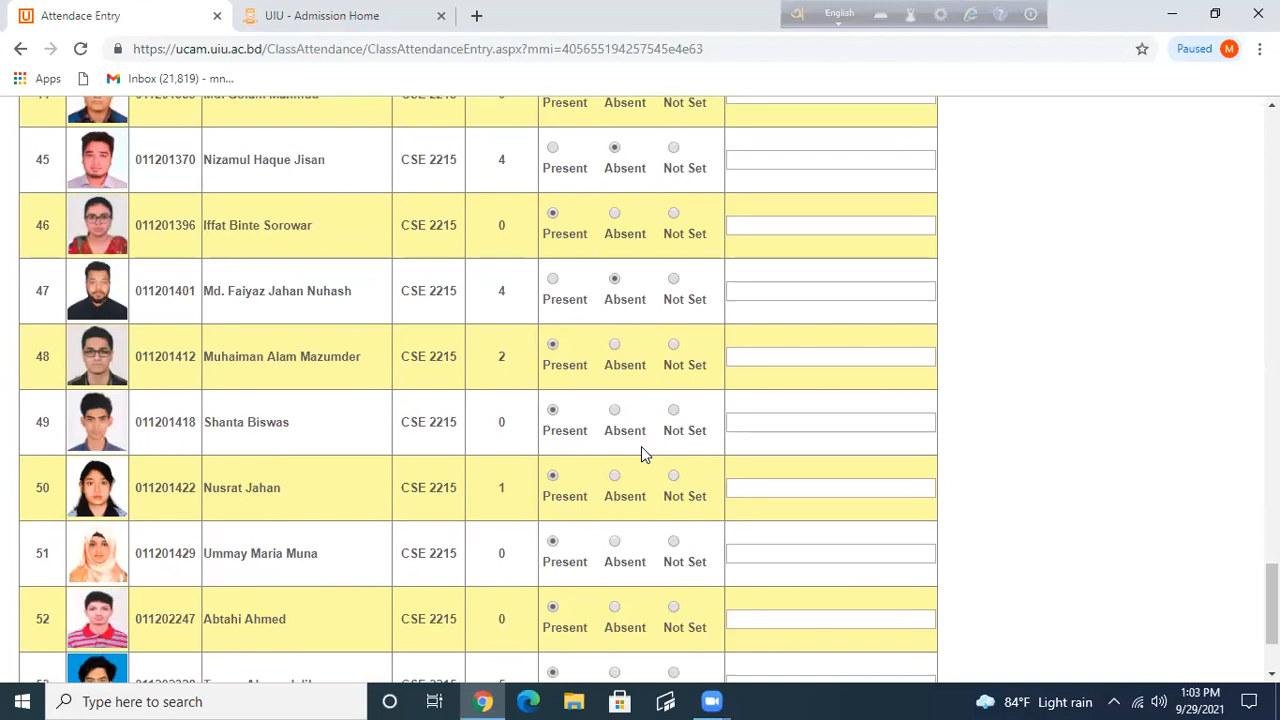 Attendace Entry
UIU - Admission Home
English
https://ucam.uiu.ac.bd/ClassAttendance/ClassAttendanceEntry.aspx?mmi=405655194257545e4e63
Paused M
Apps
Inbox (21,819) - mn...
Present Absent Not Set
45 011201370 Nizamul Haque Jisan CSE 2215 4
Present Absent Not Set
46 011201396 Iffat Binte Sorowar CSE 2215 0
Present Absent Not Set
47 011201401 Md. Faiyaz Jahan Nuhash CSE 2215 4
Present Absent Not Set
48 011201412 Muhaiman Alam Mazumder CSE 2215 2
Present Absent Not Set
49 011201418 Shanta Biswas CSE 2215 0
Present Absent Not Set
50 011201422 Nusrat Jahan CSE 2215 1
Present Absent Not Set
51 011201429 Ummay Maria Muna CSE 2215 0
Present Absent Not Set
52 011202247 Abtahi Ahmed CSE 2215 0
Present Absent Not Set
Type here to search
84°F Light rain
1:03 PM
9/29/2021